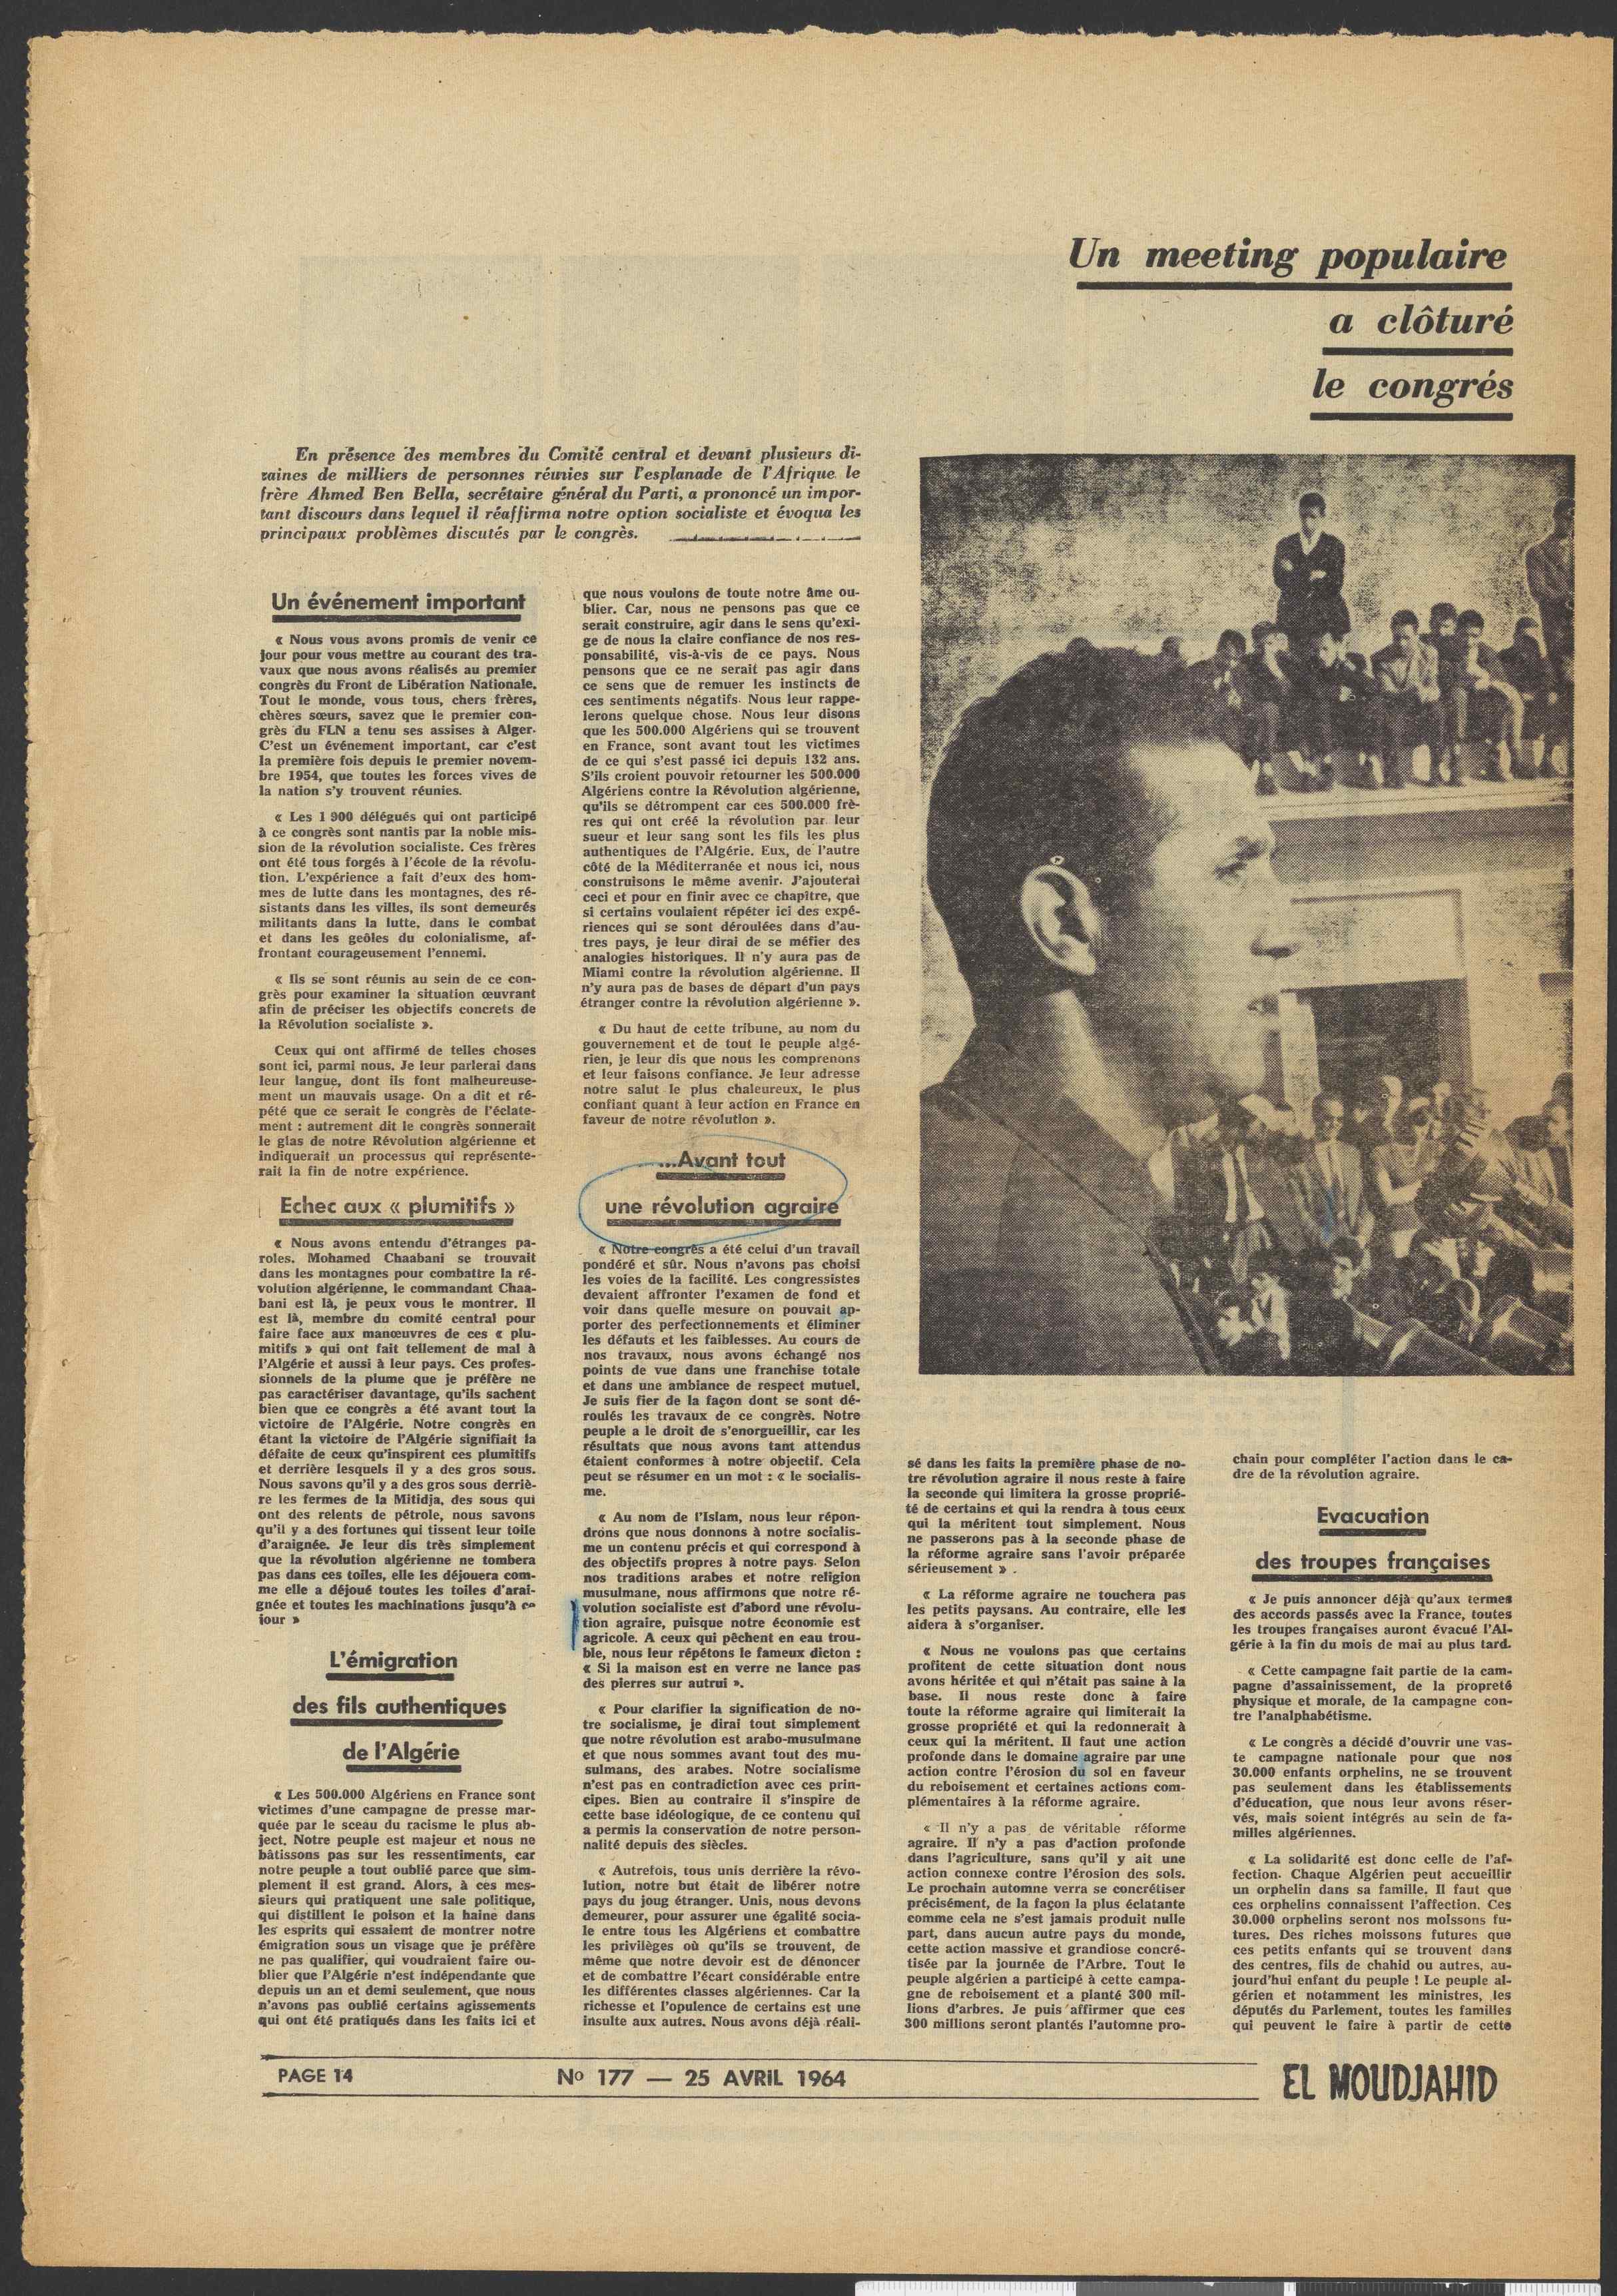 Un meeting populaire
a clôturé
le congrés
En présence des membres du Comité central et devant plusieurs di-
zaines de milliers de personnes réunies sur l'esplanade de l'Afrique le
frère Ahmed Ben Bella, secrétaire général du Parti, a prononcé un impor-
tant discours dans lequel il réaffirma notre option socialiste et évoqua les
principaux problèmes discutés par le congrès.
Un événement important
« Nous vous avons promis de venir ce
jour pour vous mettre au courant des tra-
vaux que nous avons réalisés au premier
congrès du Front de Libération Nationale.
Tout le monde, vous tous, chers frères,
chères sœurs, savez que le premier con-
grès du FLN a tenu ses assises à Alger.
C'est un événement important, car c'est
la première fois depuis le premier novem-
bre 1954, que toutes les forces vives de
la nation s'y trouvent réunies.
« Les 1 900 délégués qui ont participé
à ce congrès sont nantis par la noble mis-
sion de la révolution socialiste. Ces frères
ont été tous forgés à l'école de la révolu-
tion. L'expérience a fait d'eux des hom-
mes de lutte dans les montagnes, des ré-
sistants dans les villes, ils sont demeurés
militants dans la lutte, dans le combat
et dans les geôles du colonialisme, af-
frontant courageusement l'ennemi.
« Ils se sont réunis au sein de ce con-
grès pour examiner la situation œuvrant
afin de préciser les objectifs concrets de
la Révolution socialiste ».
Ceux qui ont affirmé de telles choses
sont ici, parmi nous. Je leur parlerai dans
leur langue, dont ils font malheureuse-
ment un mauvais usage. On a dit et ré-
pété que ce serait le congrès de l'éclate-
ment : autrement dit le congrès sonnerait
le glas de notre Révolution algérienne et
indiquerait un processus qui représente-
rait la fin de notre expérience.
Echec aux « plumitifs »
« Nous avons entendu d'étranges pa-
roles. Mohamed Chaabani se trouvait
dans les montagnes pour combattre la ré-
volution algérienne, le commandant Chaa-
bani est là, je peux vous le montrer. Il
est là, membre du comité central pour
faire face aux manœuvres de ces « plu-
mitifs » qui ont fait tellement de mal à
l'Algérie et aussi à leur pays. Ces profes-
sionnels de la plume que je préfère ne
pas caractériser davantage, qu'ils sachent
bien que ce congrès a été avant tout la
victoire de l'Algérie. Notre congrès en
étant la victoire de l'Algérie signifiait la
défaite de ceux qu'inspirent ces plumitifs
et derrière lesquels il y a des gros sous.
Nous savons qu'il y a des gros sous derriè-
re les fermes de la Mitidja, des sous qui
ont des relents de pétrole, nous savons
qu'il y a des fortunes qui tissent leur toile
d'araignée. Je leur dis très simplement
que la révolution algérienne ne tombera
pas dans ces toiles, elle les déjouera com-
me elle a déjoué toutes les toiles d'arai-
gnée et toutes les machinations jusqu'à ce
jour »
L'émigration
des fils authentiques
de l'Algérie
« Les 500.000 Algériens en France sont
victimes d'une campagne de presse mar-
quée par le sceau du racisme le plus ab-
ject. Notre peuple est majeur et nous ne
bâtissons pas sur les ressentiments, car
notre peuple a tout oublié parce que sim-
plement il est grand. Alors, à ces mes-
sieurs qui pratiquent une sale politique,
qui distillent le poison et la haine dans
les esprits qui essaient de montrer notre
émigration sous un visage que je préfère
ne pas qualifier, qui voudraient faire ou-
blier que l'Algérie n'est indépendante que
depuis un an et demi seulement, que nous
n'avons pas oublié certains agissements
qui ont été pratiqués dans les faits ici et
que nous voulons de toute notre âme ou-
blier. Car, nous ne pensons pas que ce
serait construire, agir dans le sens qu'exi-
ge de nous la claire confiance de nos res-
ponsabilité, vis-à-vis de ce pays. Nous
pensons que ce ne serait pas agir dans
ce sens que de remuer les instincts de
ces sentiments négatifs. Nous leur rappe-
lerons quelque chose. Nous leur disons
que les 500.000 Algériens qui se trouvent
en France, sont avant tout les victimes
de ce qui s'est passé ici depuis 132 ans.
S'ils croient pouvoir retourner les 500.000
Algériens contre la Révolution algérienne,
qu'ils se détrompent car ces 500.000 frè-
res qui ont créé la révolution par leur
sueur et leur sang sont les fils les plus
authentiques de l'Algérie. Eux, de l'autre
côté de la Méditerranée et nous ici, nous
construisons le même avenir. J'ajouterai
ceci et pour en finir avec ce chapître, que
si certains voulaient répéter ici des expé-
riences qui se sont déroulées dans d'au-
tres pays, je leur dirai de se méfier des
analogies historiques. Il n'y aura pas de
Miami contre la révolution algérienne. Il
n'y aura pas de bases de départ d'un pays
étranger contre la révolution algérienne ».
« Du haut de cette tribune, au nom du
gouvernement et de tout le peuple algé-
rien, je leur dis que nous les comprenons
et leur faisons confiance. Je leur adresse
notre salut le plus chaleureux, le plus
confiant quant à leur action en France en
faveur de notre révolution ».
...Avant tout
une révolution agraire
« Notre congrès a été celui d'un travail
pondéré et sûr. Nous n'avons pas choisi
les voies de la facilité. Les congressistes
devaient affronter l'examen de fond et
voir dans quelle mesure on pouvait ap-
porter des perfectionnements et éliminer
les défauts et les faiblesses. Au cours de
nos travaux, nous avons échangé nos
points de vue dans une franchise totale
et dans une ambiance de respect mutuel.
Je suis fier de la façon dont se sont dé-
roulés les travaux de ce congrès. Notre
peuple a le droit de s'enorgueillir, car les
résultats que nous avons tant attendus
étaient conformes à notre objectif. Cela
peut se résumer en un mot : « le socialis-
me.
« Au nom de l'Islam, nous leur répon-
drons que nous donnons à notre socialis-
me un contenu précis et qui correspond à
des objectifs propres à notre pays. Selon
nos traditions arabes et notre religion
musulmane, nous affirmons que notre ré-
volution socialiste est d'abord une révolu-
tion agraire, puisque notre économie est
agricole. A ceux qui pêchent en eau trou-
ble, nous leur répétons le fameux dicton :
« Si la maison est en verre ne lance pas
des pierres sur autrui ».
« Pour clarifier la signification de no-
tre socialisme, je dirai tout simplement
que notre révolution est arabo-musulmane
et que nous sommes avant tout des mu-
sulmans, des arabes. Notre socialisme
n'est pas en contradiction avec ces prin-
cipes. Bien au contraire il s'inspire de
cette base idéologique, de ce contenu qui
a permis la conservation de notre person-
nalité depuis des siècles.
« Autrefois, tous unis derrière la révo-
lution, notre but était de libérer notre
pays du joug étranger. Unis, nous devons
demeurer, pour assurer une égalité socia-
le entre tous les Algériens et combattre
les privilèges où qu'ils se trouvent, de
même que notre devoir est de dénoncer
et de combattre l'écart considérable entre
les différentes classes algériennes. Car la
richesse et l'opulence de certains est une
insulte aux autres. Nous avons déjà réali-
sé dans les faits la première phase de no-
tre révolution agraire il nous reste à faire
la seconde qui limitera la grosse proprié-
té de certains et qui la rendra à tous ceux
qui la méritent tout simplement. Nous
ne passerons pas à la seconde phase de
la réforme agraire sans l'avoir préparée
sérieusement » .
« La réforme agraire ne touchera pas
les petits paysans. Au contraire, elle les
aidera à s'organiser.
« Nous ne voulons pas que certains
profitent de cette situation dont nous
avons héritée et qui n'était pas saine à la
base. Il nous reste donc à faire
toute la réforme agraire qui limiterait la
grosse propriété et qui la redonnerait à
ceux qui la méritent. Il faut une action
profonde dans le domaine agraire par une
action contre l'érosion du sol en faveur
du reboisement et certaines actions com-
plémentaires à la réforme agraire.
« Il n'y a pas de véritable réforme
agraire. Il n'y a pas d'action profonde
dans l'agriculture, sans qu'il y ait une
action connexe contre l'érosion des sols.
Le prochain automne verra se concrétiser
précisément, de la façon la plus éclatante
comme cela ne s'est jamais produit nulle
part, dans aucun autre pays du monde,
cette action massive et grandiose concré-
tisée par la journée de l'Arbre. Tout le
peuple algérien a participé à cette campa-
gne de reboisement et a planté 300 mil-
lions d'arbres. Je puis affirmer que ces
300 millions seront plantés l'automne pro-
chain pour compléter l'action dans le ca-
dre de la révolution agraire.
Evacuation
des troupes françaises
« Je puis annoncer déjà qu'aux termes
des accords passés avec la France, toutes
les troupes françaises auront évacué l'Al-
gérie à la fin du mois de mai au plus tard.
« Cette campagne fait partie de la cam-
pagne d'assainissement, de la propreté
physique et morale, de la campagne con-
tre l'analphabétisme.
« Le congrès a décidé d'ouvrir une vas-
te campagne nationale pour que nos
30.000 enfants orphelins, ne se trouvent
pas seulement dans les établissements
d'éducation, que nous leur avons réser-
vés, mais soient intégrés au sein de fa-
milles algériennes.
« La solidarité est donc celle de l'af-
fection. Chaque Algérien peut accueillir
un orphelin dans sa famille. Il faut que
ces orphelins connaissent l'affection. Ces
30.000 orphelins seront nos moissons fu-
tures. Des riches moissons futures que
ces petits enfants qui se trouvent dans
des centres, fils de chahid ou autres, au-
jourd'hui enfant du peuple ! Le peuple al-
gérien et notamment les ministres, les
députés du Parlement, toutes les familles
qui peuvent le faire à partir de cette
PAGE 14
No 177 — 25 AVRIL 1964
EL MOUDJAHID